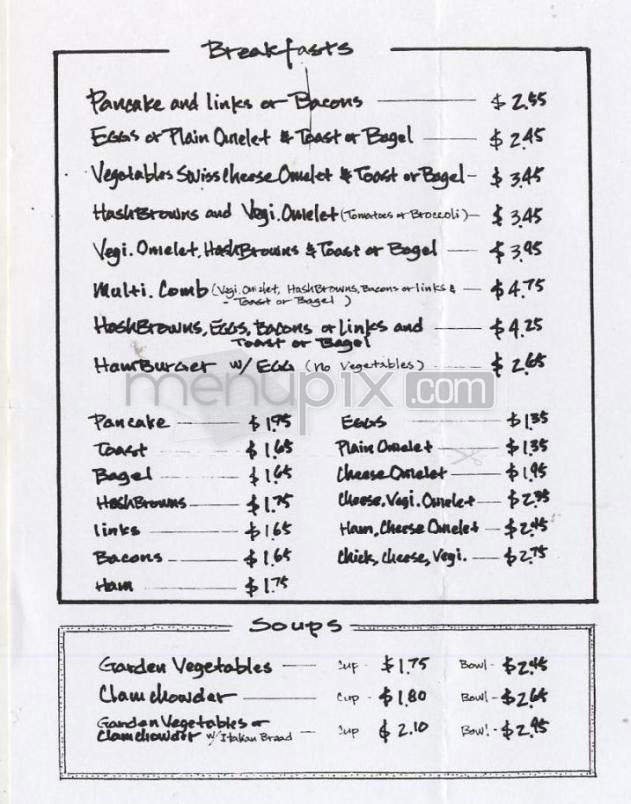 Breakfasts
Pancake and links or Bacons $2.55
Eggs or Plain Omelet & Toast or Bagel $2.45
Vegetables Swiss Cheese Omelet & Toast or Bagel - $3.45
HashBrowns and Vegi. Omelet (Tomatoes or Broccoli) - $3.45
Vegi. Omelet, HashBrowns & Toast or Bagel $3.95
Multi. Comb (Vegi. Omelet, HashBrowns, Bacons or links & $4.75
- Toast or Bagel)
HashBrowns, Eggs, Bacons or Links and $4.25
Toast or Bagel
HamBurger w/ EGG (no vegetables) $2.65
menupix.com
Pancake $1.95
Toast $1.65
Bagel $1.65
HashBrowns $1.75
links $1.65
Bacons $1.65
Ham $1.75
Eggs $1.35
Plain Omelet $1.35
Cheese Omelet $1.95
Cheese, Vegi. Omelet $2.35
Ham, Cheese Omelet $2.45
Chick, Cheese, Vegi. $2.75
Soups
Garden Vegetables Cup - $1.75 Bowl - $2.45
Clamchowder Cup - $1.80 Bowl - $2.65
Garden Vegetables or
Clamchowder w/ Italian Bread Cup $2.10 Bowl - $2.95